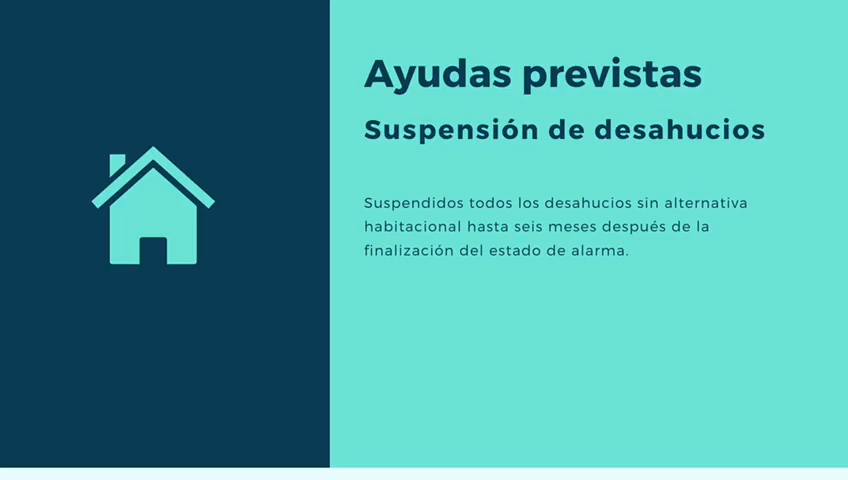 Ayudas previstas
Suspensión de desahucios
Suspendidos todos los desahucios sin alternativa
habitacional hasta seis meses después de la
finalización del estado de alarma.